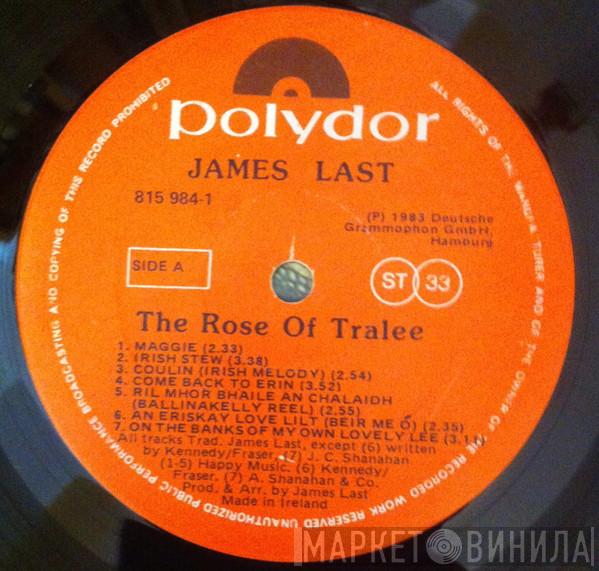 polydor
JAMES LAST
815 984-1
(P) 1983 Deutsche
Grammophon GmbH,
Hamburg
SIDE A
ST 33
The Rose Of Tralee
1. MAGGIE (2.33)
2. IRISH STEW (3.38)
3. COULIN (IRISH MELODY) (2.54)
4. COME BACK TO ERIN (3.52)
5. RIL MHOR BHAILE AN CHALAIDH
(BALLINAKELLY REEL) (2.55)
6. AN ERISKAY LOVE LILT (BEIR ME Ó) (2.35)
7. ON THE BANKS OF MY OWN LOVELY LEE (3.10)
All tracks Trad. James Last, except (6) written
by Kennedy/Fraser. (7) J. C. Shanahan
(1-5) Happy Music. (6) Kennedy/
Fraser. (7) A. Shanahan & Co.
Prod. & Arr. by James Last
Made in Ireland
ALL RIGHTS OF THE MANUFACTURER AND OF THE OWNER OF THE RECORDED WORK RESERVED UNAUTHORIZED PUBLIC PERFORMANCE BROADCASTING AND COPYING OF THIS RECORD PROHIBITED
МАРКЕТ ВИНИЛА